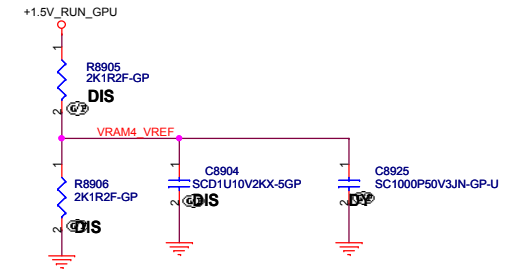 +1.5V_RUN_GPU
1
R8905
2K1R2F-GP
DIS
2
VRAM4_VREF
1
R8906
2K1R2F-GP
2
DIS
1
C8904
SCD1U10V2KX-5GP
2
DIS
1
C8925
SC1000P50V3JN-GP-U
2
DY